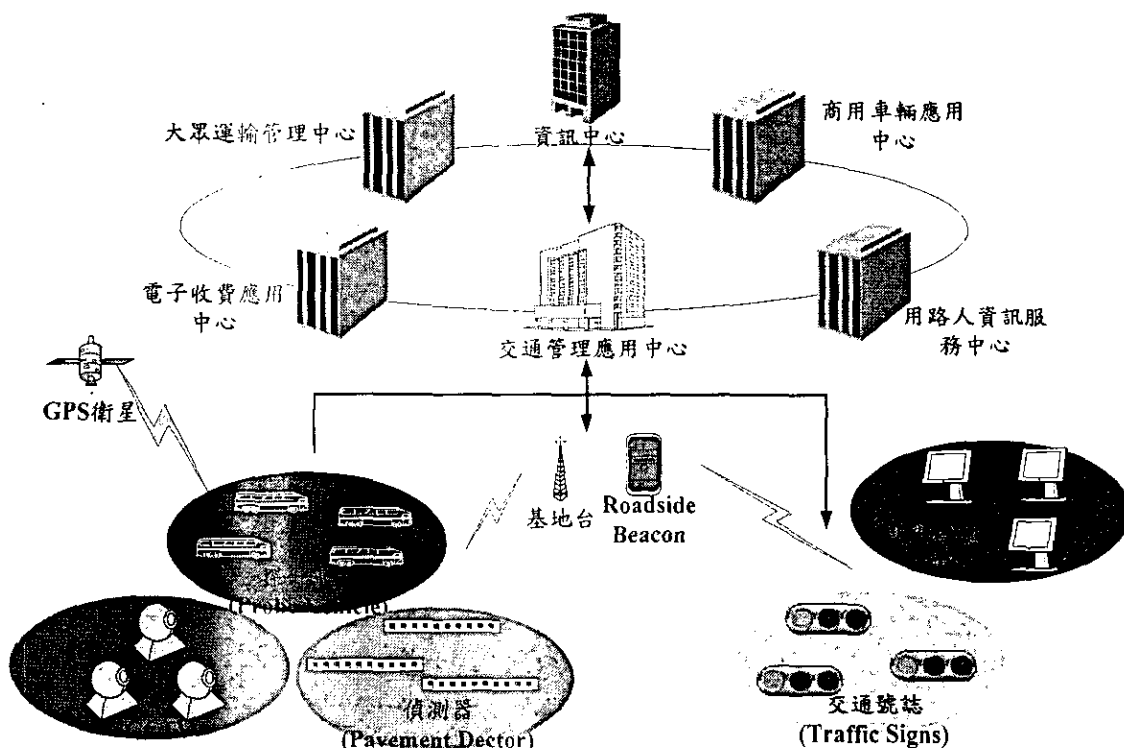 資訊中心
大眾運輸管理中心
商用車輛應用
中心
電子收費應用
中心
交通管理應用中心
用路人資訊服
務中心
GPS衛星
基地台
Roadside
Beacon
偵測器
(Pavement Dector)
交通號誌
(Traffic Signs)